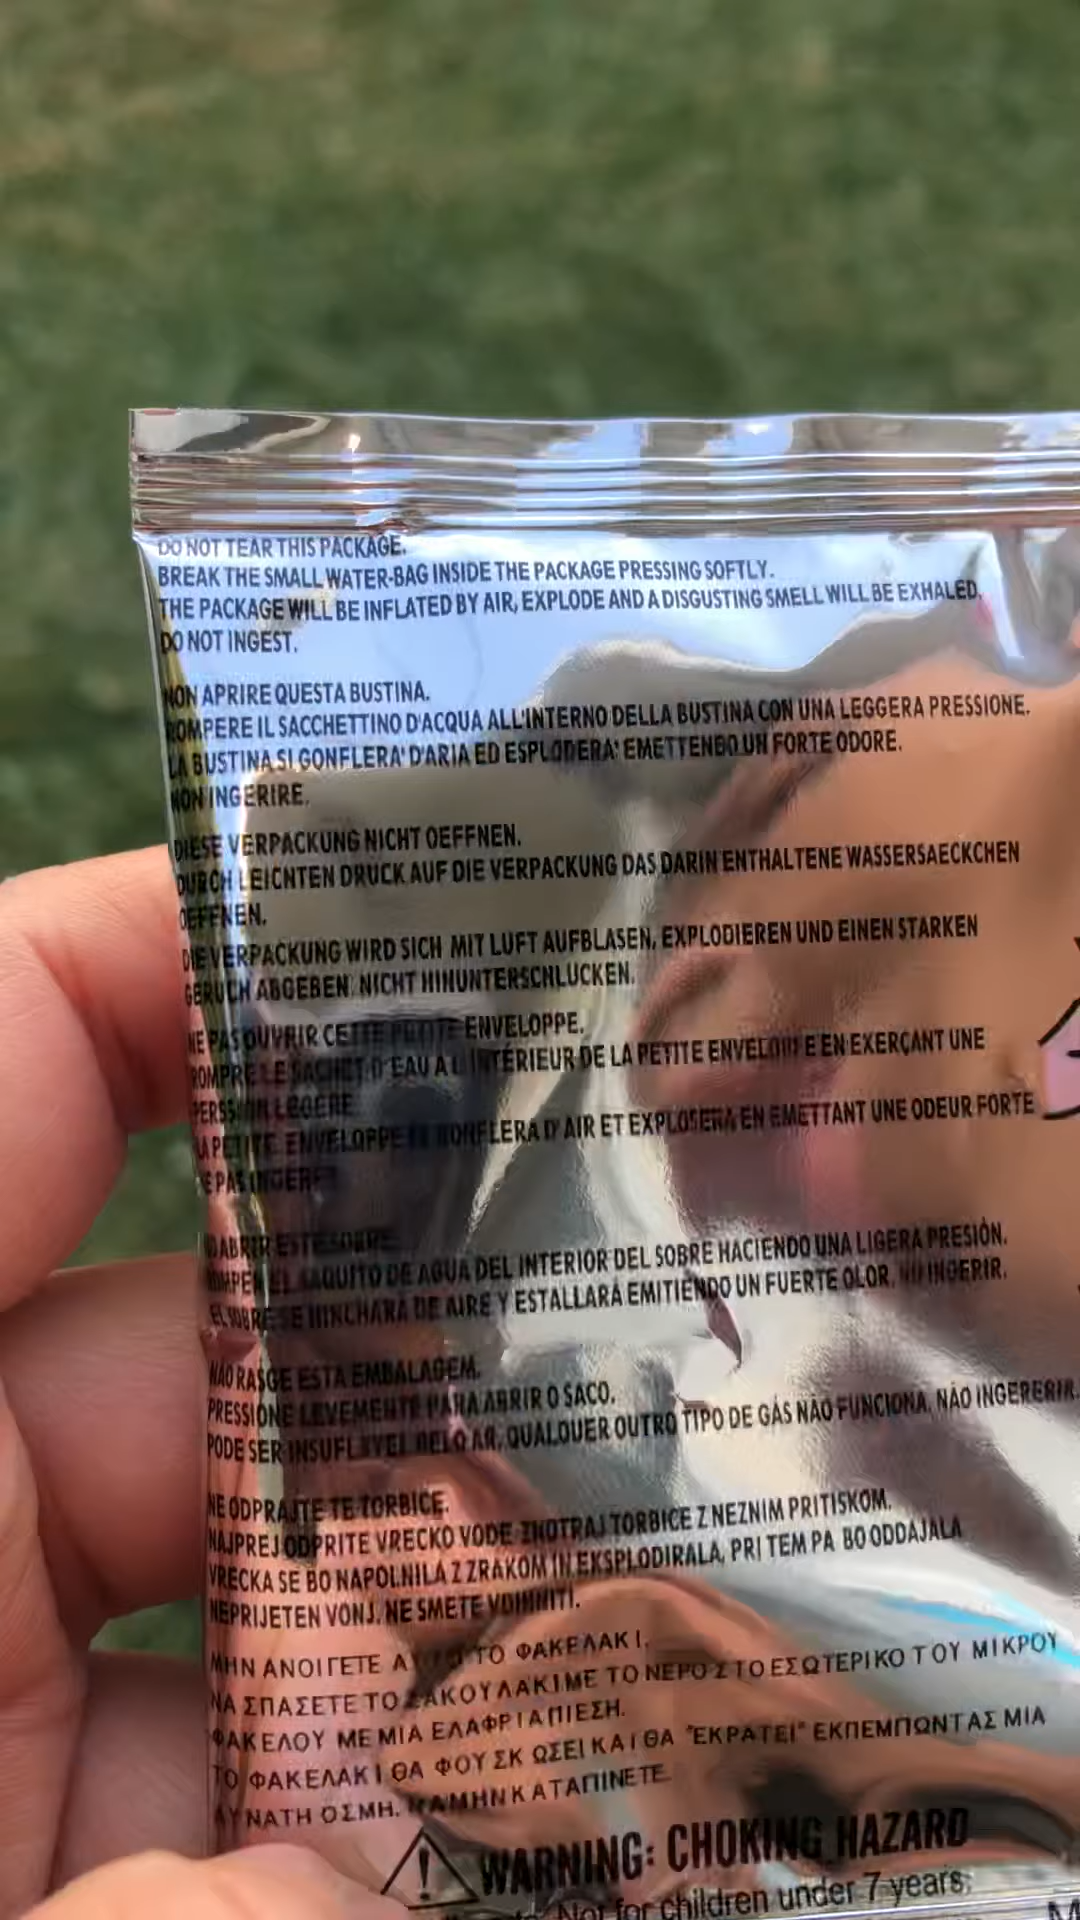 DO NOT TEAR THIS PACKAGE.
BREAK THE SMALL WATER-BAG INSIDE THE PACKAGE PRESSING SOFTLY.
THE PACKAGE WILL BE INFLATED BY AIR, EXPLODE AND A DISGUSTING SMELL WILL BE EXHALED.
DO NOT INGEST.
NON APRIRE QUESTA BUSTINA.
ROMPERE IL SACCHETTINO D'ACQUA ALL'INTERNO DELLA BUSTINA CON UNA LEGGERA PRESSIONE.
LA BUSTINA SI GONFLERA' D'ARIA ED ESPLODERA' EMETTENDO UN FORTE ODORE.
NON INGERIRE.
DIESE VERPACKUNG NICHT OEFFNEN.
DURCH LEICNTEN DRUCK AUF DIE VERPACKUNG DAS DARIN ENTHALTENE WASSERSAECKCHEN
OEFFNEN.
DIE VERPACKUNG WIRD SICH MIT LUFT AUFBLASEN, EXPLODIEREN UND EINEN STARKEN
GERUCH ABGEBEN. NICHT HINUNTERSCNLUCKEN.
NE PAS OUVRIR CETTE PETITE ENVELOPPE.
ROMPRE LE SACHET D'EAU A L'INTERIEUR DE LA PETITE ENVELOPPE EN EXERÇANT UNE
LEGERE
LA PETITE ENVELOPPE GONFLERA D'AIR ET EXPLOSERA EN EMETTANT UNE ODEUR FORTE
PAS
ABRIR ESTE SOBRE
EL SAQUITO DE AGUA DEL INTERIOR DEL SOBRE HACIENDO UNA LIGERA PRESIÓN.
EL SOBRE SE HINCHARA DE AIRE Y ESTALLARÁ EMITIENDO UN FUERTE OLOR. NO INGERIR.
NÃO RASGE ESTA EMBALAGEM.
PRESSIONE LEVEMENTE PARA ABRIR O SACO.
PODE SER INSUFLÁVEL PELO AR, QUALQUER OUTRO TIPO DE GÁS NÃO FUNCIONA. NÃO INGERERIR.
NE ODPRAJTE TE TORBICE.
NAJPREJ ODPRITE VRECKO VODE ZNOTRAJ TORBICE Z NEZNIM PRITISKOM.
VRECKA SE BO NAPOLNILA Z ZRAKOM IN EKSPLODIRALA, PRI TEM PA BO ODDAJALA
NEPRIJETEN VONJ. NE SMETE
ΜΗΝ ΑΝΟΙΓΕΤΕ ΤΟ ΦΑΚΕΛΑΚΙ.
ΝΑ ΣΠΑΣΕΤΕ ΤΟ ΣΑΚΟΥΛΑΚΙ ΜΕ ΤΟ ΝΕΡΟ ΣΤΟ ΕΣΩΤΕΡΙΚΟ ΤΟΥ ΜΙΚΡΟΥ
ΦΑΚΕΛΟΥ ΜΕ ΜΙΑ ΕΛΑΦΡΙΑ ΠΙΕΣΗ.
ΤΟ ΦΑΚΕΛΑΚΙ ΘΑ ΦΟΥΣΚΩΣΕΙ ΚΑΙ ΘΑ "ΕΚΡΑΤΕΙ" ΕΚΠΕΜΠΩΝΤΑΣ ΜΙΑ
ΔΥΝΑΤΗ ΟΣΜΗ. ΝΑ ΜΗΝ ΚΑΤΑΠΙΝΕΤΕ.
WARNING: CHOKING HAZARD
Not for children under 7 years.